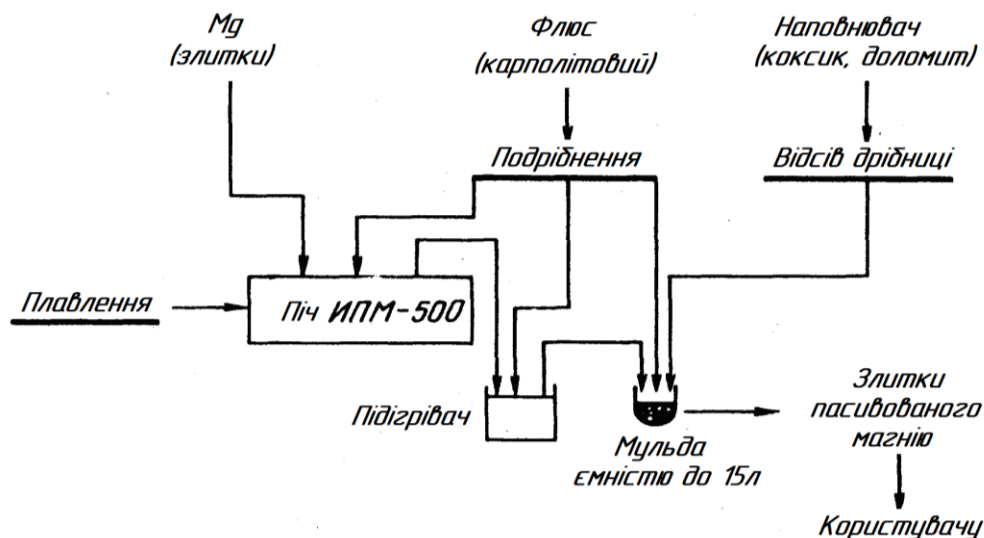 Mg
(злитки)
Флюс
(карполітовий)
Наповнювач
(коксик, доломит)
Подрібнення
Відсів дрібниці
Плавлення
Піч ИПМ-500
Підігрівач
Мульда
ємністю до 15л
Злитки
пасивованого
магнію
Користувачу